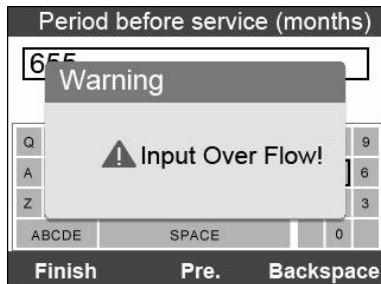 Period before service (months)
655
Warning
Input Over Flow!
Q 9
A 6
Z 3
ABCDE SPACE 0
Finish Pre. Backspace